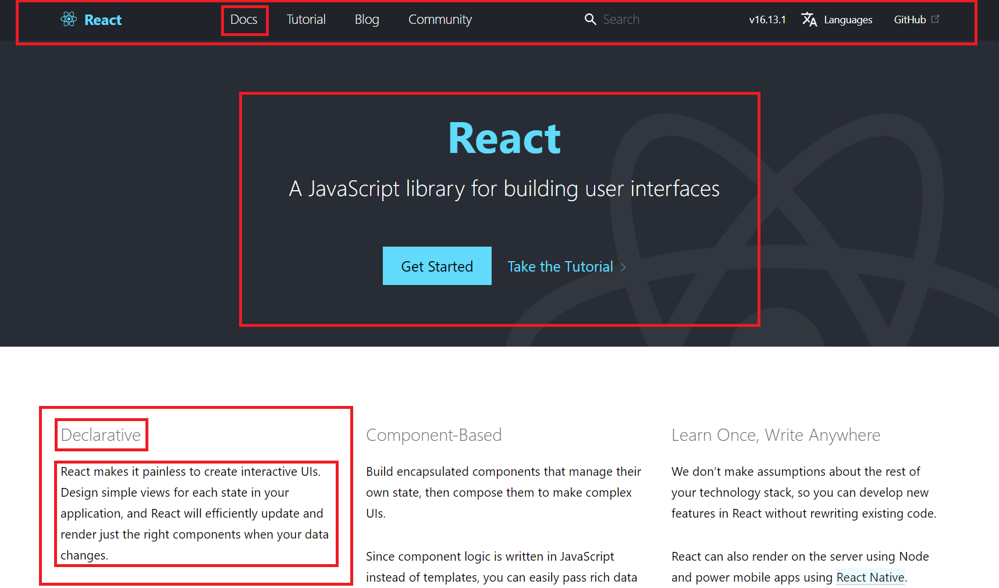 React Docs Tutorial Blog Community Search v16.13.1 Languages GitHub
React
A JavaScript library for building user interfaces
Get Started Take the Tutorial
Declarative
React makes it painless to create interactive UIs.
Design simple views for each state in your
application, and React will efficiently update and
render just the right components when your data
changes.
Component-Based
Build encapsulated components that manage their
own state, then compose them to make complex
UIs.
Since component logic is written in JavaScript
instead of templates, you can easily pass rich data
Learn Once, Write Anywhere
We don’t make assumptions about the rest of
your technology stack, so you can develop new
features in React without rewriting existing code.
React can also render on the server using Node
and power mobile apps using React Native.